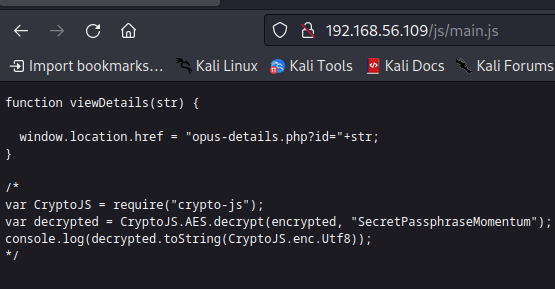 192.168.56.109/js/main.js
Import bookmarks... Kali Linux Kali Tools Kali Docs Kali Forums
function viewDetails(str) {
window.location.href = "opus-details.php?id="+str;
}
/*
var CryptoJS = require("crypto-js");
var decrypted = CryptoJS.AES.decrypt(encrypted, "SecretPassphraseMomentum");
console.log(decrypted.toString(CryptoJS.enc.Utf8));
*/